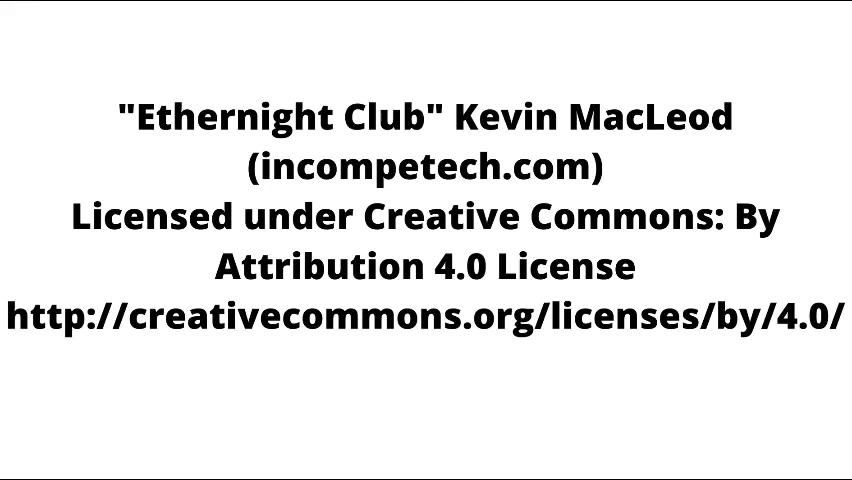 "Ethernight Club" Kevin MacLeod
(incompetech.com)
Licensed under Creative Commons: By
Attribution 4.0 License
http://creativecommons.org/licenses/by/4.0/